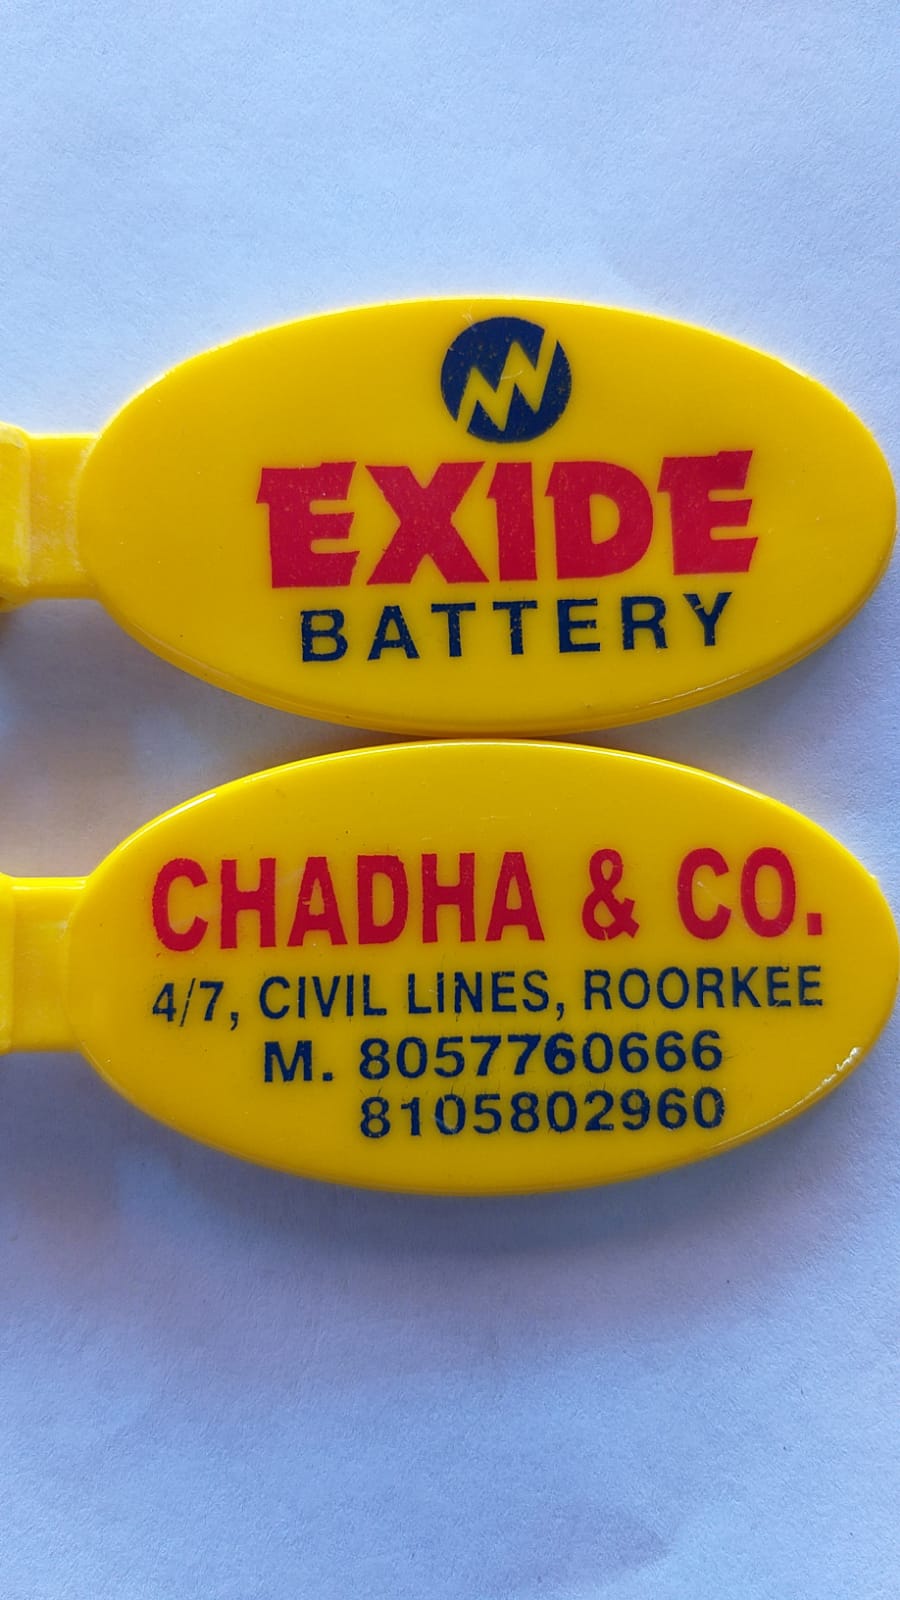 EXIDE
BATTERY
CHADHA & CO.
4/7, CIVIL LINES, ROORKEE
M. 8057760666
8105802960